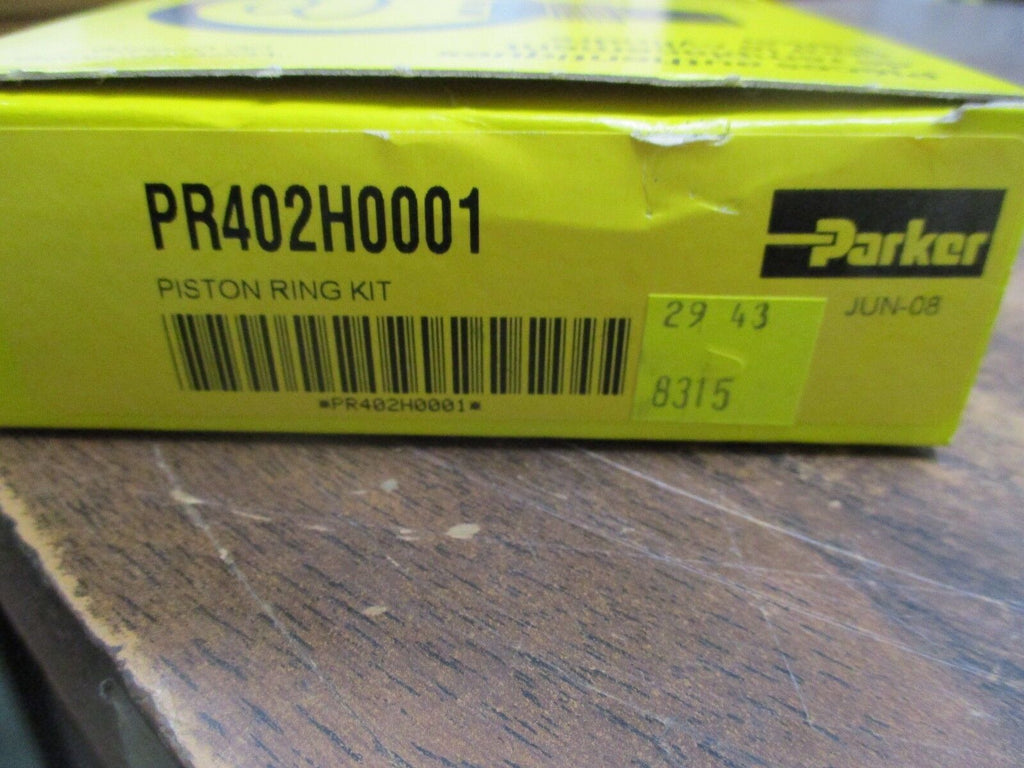 PR402H0001
PISTON RING KIT
*PR402H0001*
Parker
JUN-08
29 43
8315